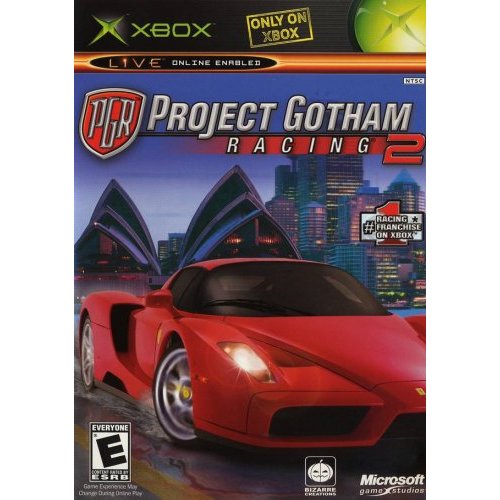 XBOX
ONLY ON
XBOX
LIVE ONLINE ENABLED
NTSC
PGR
PROJECT GOTHAM
RACING 2
#1
RACING
FRANCHISE
ON XBOX*
EVERYONE
E
CONTENT RATED BY
ESRB
Game Experience May
Change During Online Play
BIZARRE
CREATIONS
Microsoft
game studios